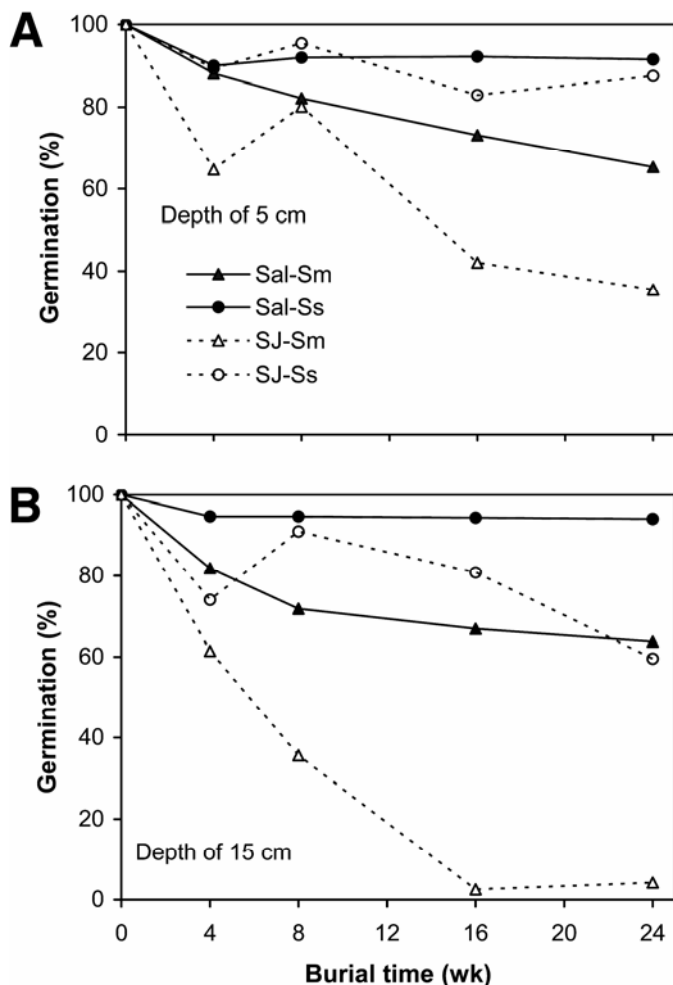 A
100
80
60
40
20
0
Germination (%)
Depth of 5 cm
Sal-Sm
Sal-Ss
SJ-Sm
SJ-Ss
B
100
80
60
40
20
0
Germination (%)
Depth of 15 cm
0 4 8 12 16 20 24
Burial time (wk)